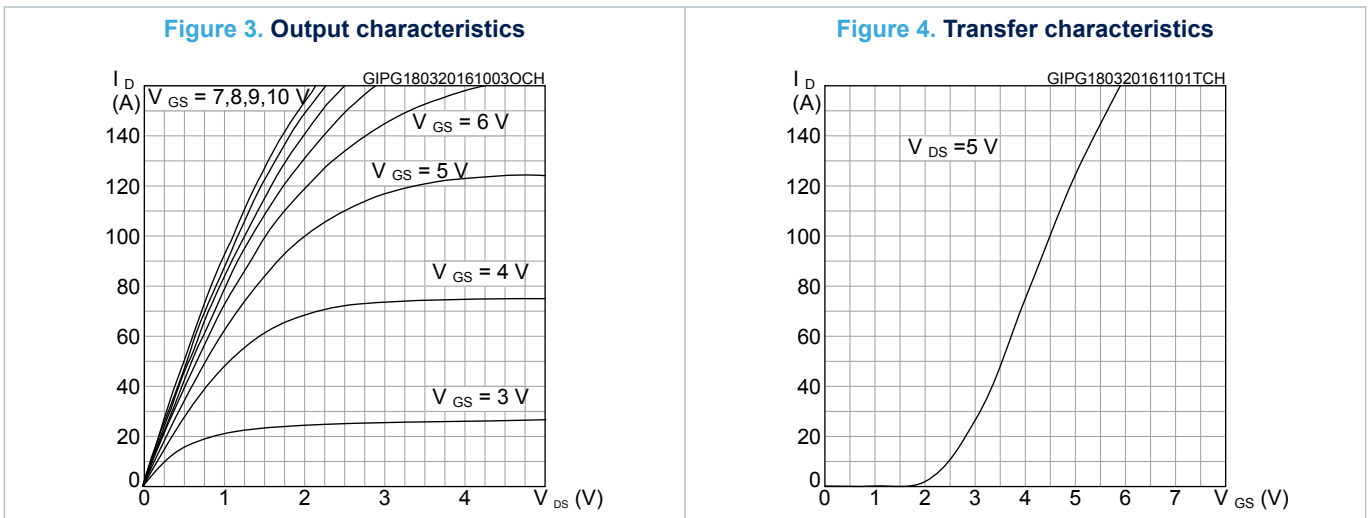 Figure 3. Output characteristics
I D
(A)
GIPG180320161003OCH
V GS = 7,8,9,10 V
V GS = 6 V
V GS = 5 V
V GS = 4 V
V GS = 3 V
140
120
100
80
60
40
20
0
0 1 2 3 4 V DS (V)
Figure 4. Transfer characteristics
I D
(A)
GIPG180320161101TCH
V DS =5 V
140
120
100
80
60
40
20
0
0 1 2 3 4 5 6 7 V GS (V)